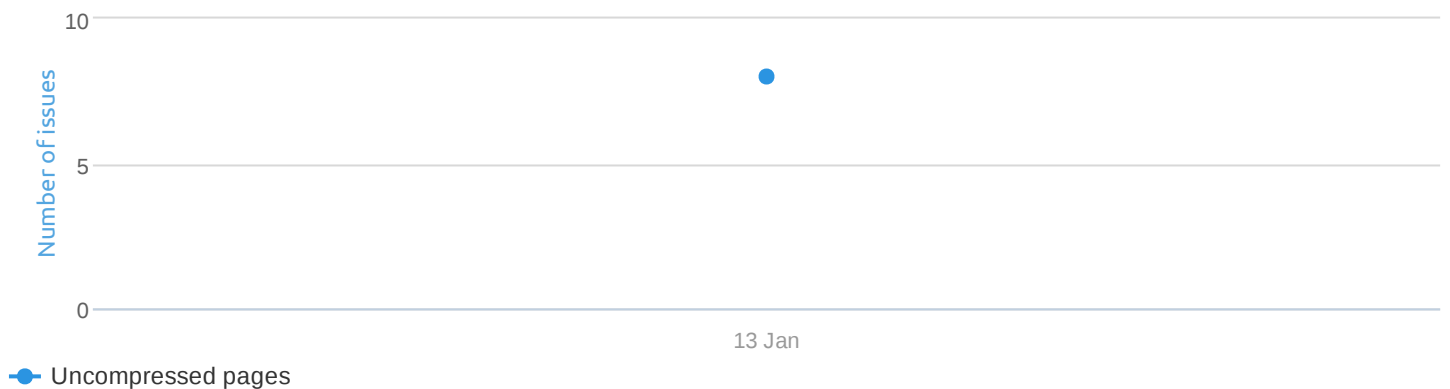 10
Number of issues
5
0
13 Jan
Uncompressed pages